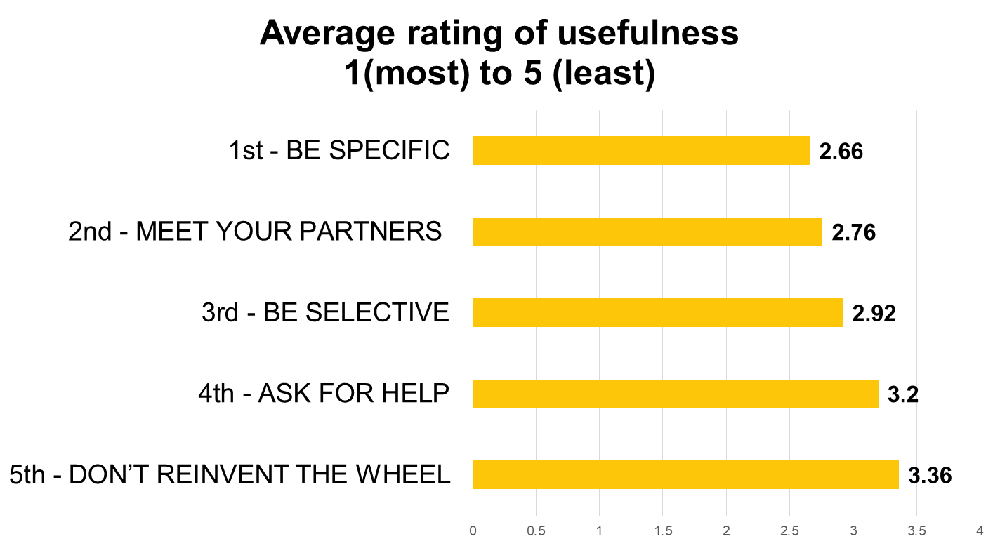 Average rating of usefulness
1(most) to 5 (least)
1st - BE SPECIFIC
2.66
2nd - MEET YOUR PARTNERS
2.76
3rd - BE SELECTIVE
2.92
4th - ASK FOR HELP
3.2
5th - DON’T REINVENT THE WHEEL
3.36
0 0.5 1 1.5 2 2.5 3 3.5 4